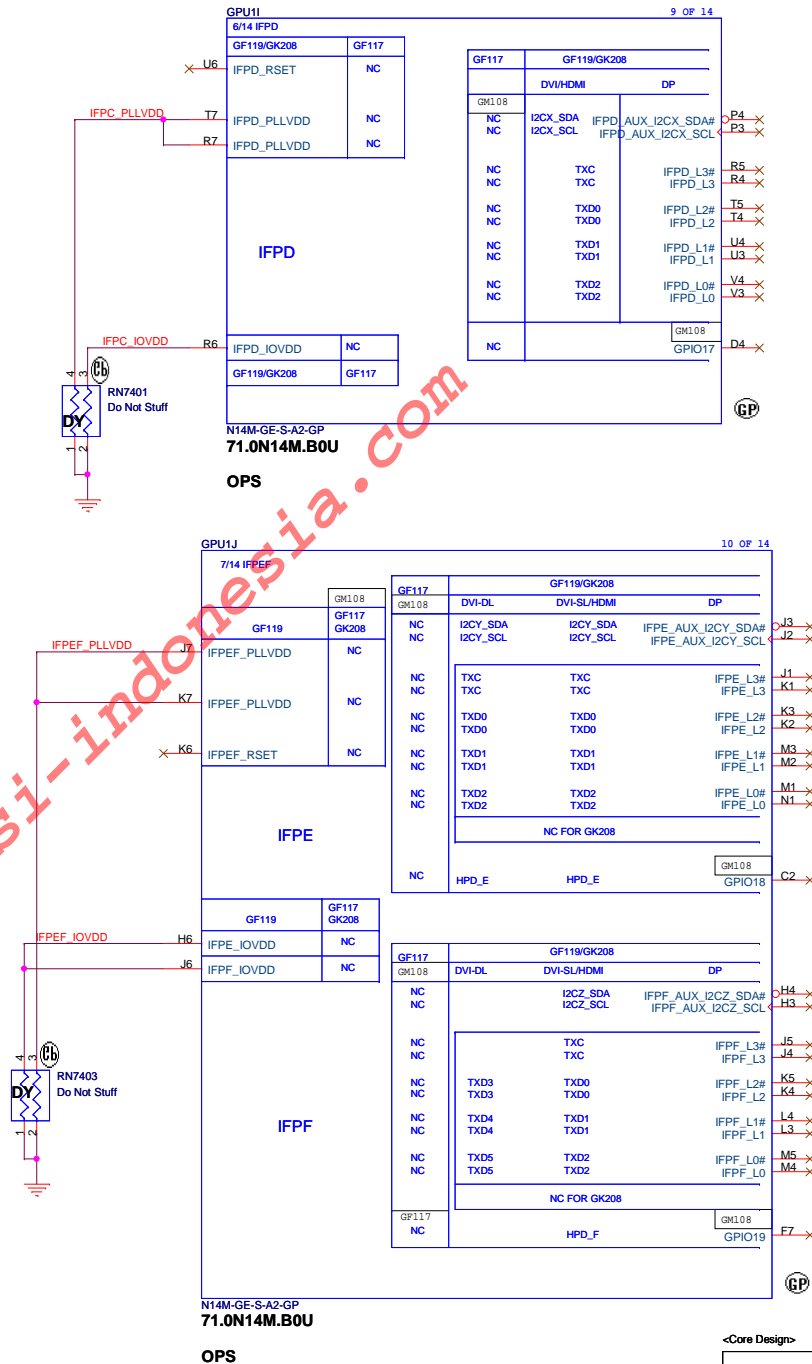 GPU1I
9 OF 14
6/14 IFPD
GF119/GK208 GF117
U6 IFPD_RSET NC
IFPC_PLLVDD T7 IFPD_PLLVDD NC
R7 IFPD_PLLVDD NC
GF117 GF119/GK208
DVI/HDMI DP
GM108
NC I2CX_SDA IFPD_AUX_I2CX_SDA# P4
NC I2CX_SCL IFPD_AUX_I2CX_SCL P3
NC TXC IFPD_L3# R5
NC TXC IFPD_L3 R4
NC TXD0 IFPD_L2# T5
NC TXD0 IFPD_L2 T4
NC TXD1 IFPD_L1# U4
NC TXD1 IFPD_L1 U3
NC TXD2 IFPD_L0# V4
NC TXD2 IFPD_L0 V3
IFPD
GM108
NC GPIO17 D4
IFPC_IOVDD R6 IFPD_IOVDD NC
GF119/GK208 GF117
4 3
RN7401
Do Not Stuff
DY
1 2
GP
N14M-GE-S-A2-GP
71.0N14M.B0U
OPS
si-indonesia.com
GPU1J
10 OF 14
7/14 IFPEF
GM108
GF119 GF117
GK208
IFPEF_PLLVDD J7 IFPEF_PLLVDD NC
K7 IFPEF_PLLVDD NC
K6 IFPEF_RSET NC
GF117 GF119/GK208
GM108 DVI-DL DVI-SL/HDMI DP
NC I2CY_SDA I2CY_SDA IFPE_AUX_I2CY_SDA# J3
NC I2CY_SCL I2CY_SCL IFPE_AUX_I2CY_SCL J2
NC TXC TXC IFPE_L3# J1
NC TXC TXC IFPE_L3 K1
NC TXD0 TXD0 IFPE_L2# K3
NC TXD0 TXD0 IFPE_L2 K2
NC TXD1 TXD1 IFPE_L1# M3
NC TXD1 TXD1 IFPE_L1 M2
NC TXD2 TXD2 IFPE_L0# M1
NC TXD2 TXD2 IFPE_L0 N1
NC FOR GK208
IFPE
GM108
NC HPD_E HPD_E GPIO18 C2
GF119 GF117
GK208
IFPEF_IOVDD H6 IFPE_IOVDD NC
J6 IFPF_IOVDD NC
GF117 GF119/GK208
GM108 DVI-DL DVI-SL/HDMI DP
NC I2CZ_SDA IFPF_AUX_I2CZ_SDA# H4
NC I2CZ_SCL IFPF_AUX_I2CZ_SCL H3
NC TXC IFPF_L3# J5
NC TXC IFPF_L3 J4
NC TXD3 TXD0 IFPF_L2# K5
NC TXD3 TXD0 IFPF_L2 K4
NC TXD4 TXD1 IFPF_L1# L4
NC TXD4 TXD1 IFPF_L1 L3
NC TXD5 TXD2 IFPF_L0# M5
NC TXD5 TXD2 IFPF_L0 M4
NC FOR GK208
IFPF
4 3
RN7403
Do Not Stuff
DY
1 2
GF117 GM108
NC HPD_F GPIO19 F7
GP
N14M-GE-S-A2-GP
71.0N14M.B0U
OPS
<Core Design>